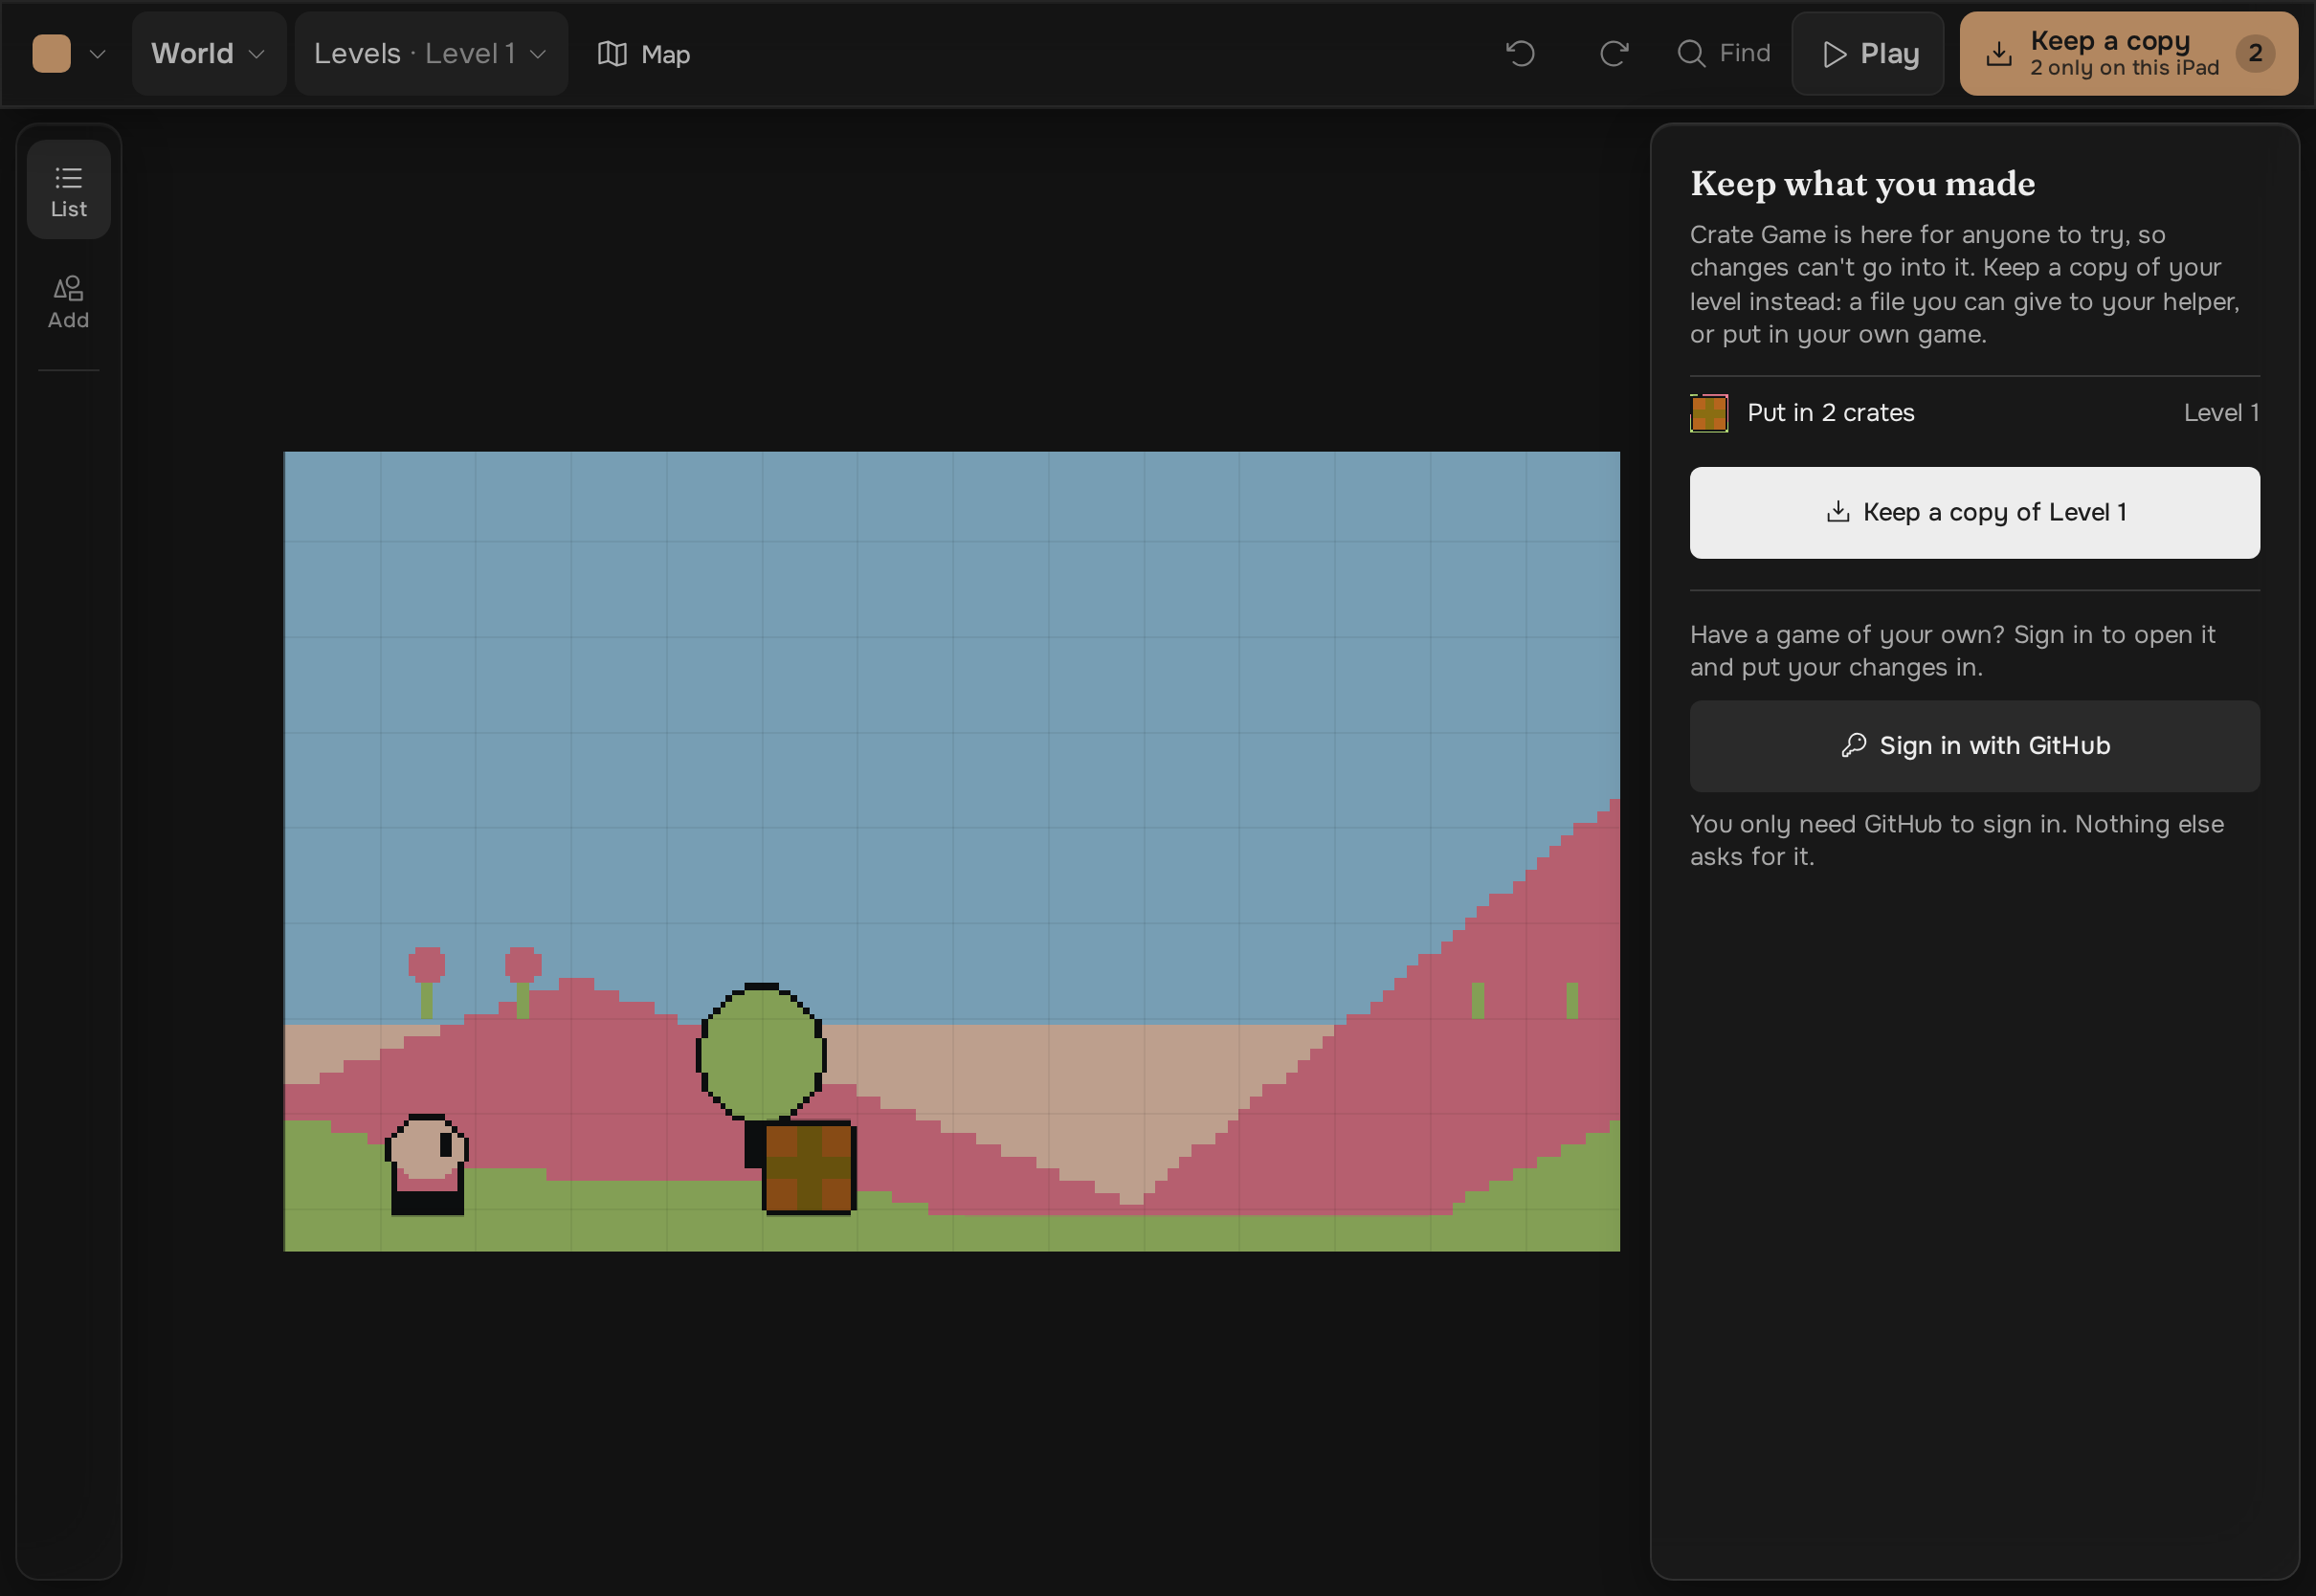 World
Levels · Level 1
Map
Find
Play
Keep a copy
2 only on this iPad
2
List
Add
Keep what you made
Crate Game is here for anyone to try, so
changes can't go into it. Keep a copy of your
level instead: a file you can give to your helper,
or put in your own game.
Put in 2 crates
Level 1
Keep a copy of Level 1
Have a game of your own? Sign in to open it
and put your changes in.
Sign in with GitHub
You only need GitHub to sign in. Nothing else
asks for it.